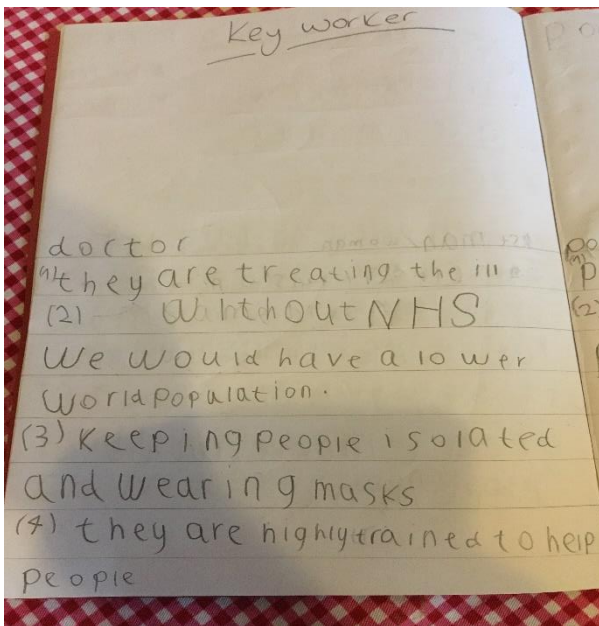 Key worker
doctor
(1) they are treating the ill
(2) Withthout NHS
We would have a lower
world population.
(3) Keeping people isolated
and wearing masks
(4) they are highly trained to help
people